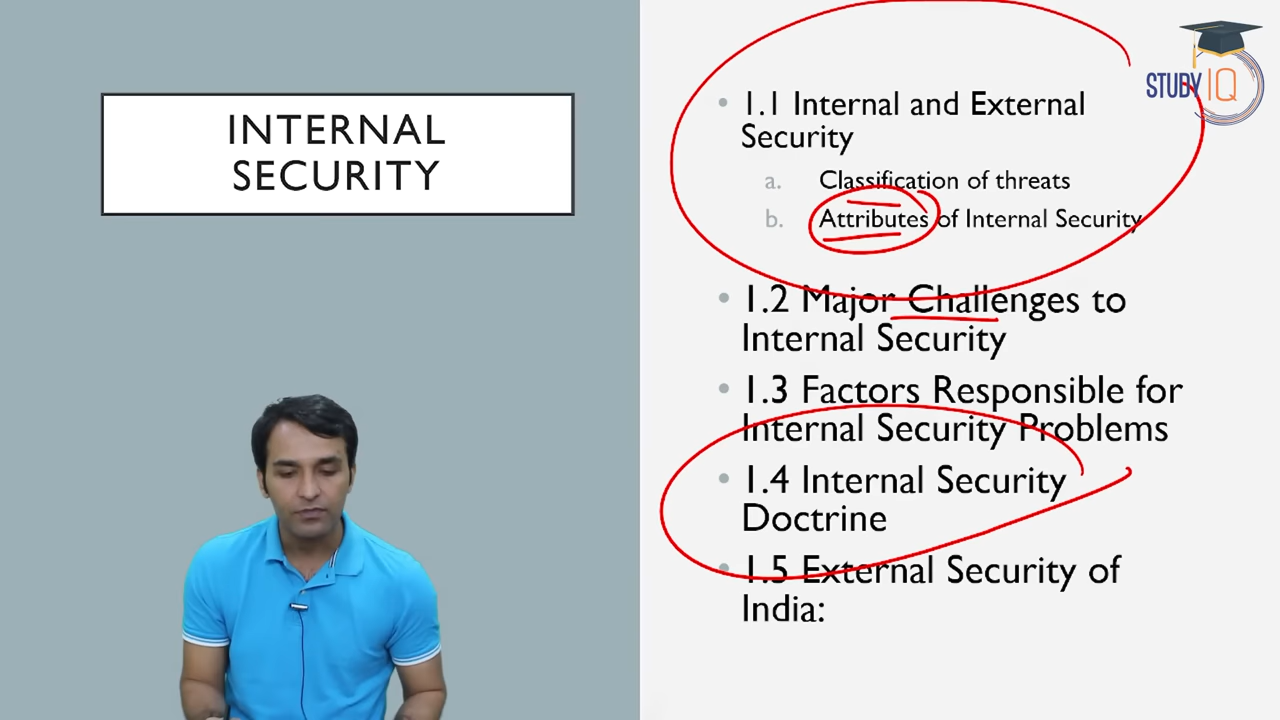 INTERNAL
SECURITY
STUDY IQ
• 1.1 Internal and External
Security
a. Classification of threats
b. Attributes of Internal Security
• 1.2 Major Challenges to
Internal Security
• 1.3 Factors Responsible for
Internal Security Problems
• 1.4 Internal Security
Doctrine
• 1.5 External Security of
India: